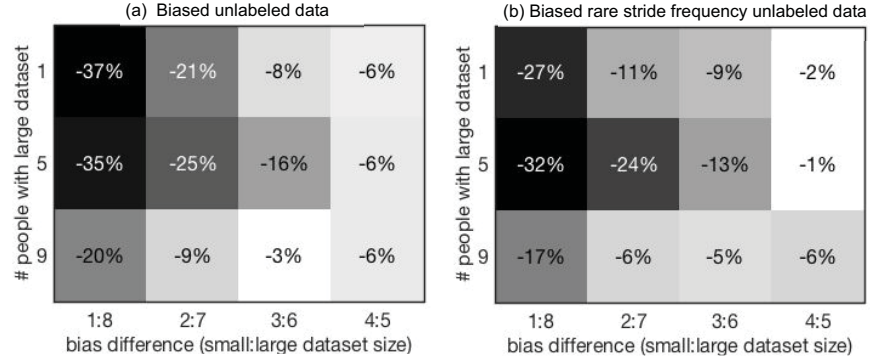 (a) Biased unlabeled data
# people with large dataset
1 -37% -21% -8% -6%
5 -35% -25% -16% -6%
9 -20% -9% -3% -6%
1:8 2:7 3:6 4:5
bias difference (small:large dataset size)
(b) Biased rare stride frequency unlabeled data
# people with large dataset
1 -27% -11% -9% -2%
5 -32% -24% -13% -1%
9 -17% -6% -5% -6%
1:8 2:7 3:6 4:5
bias difference (small:large dataset size)